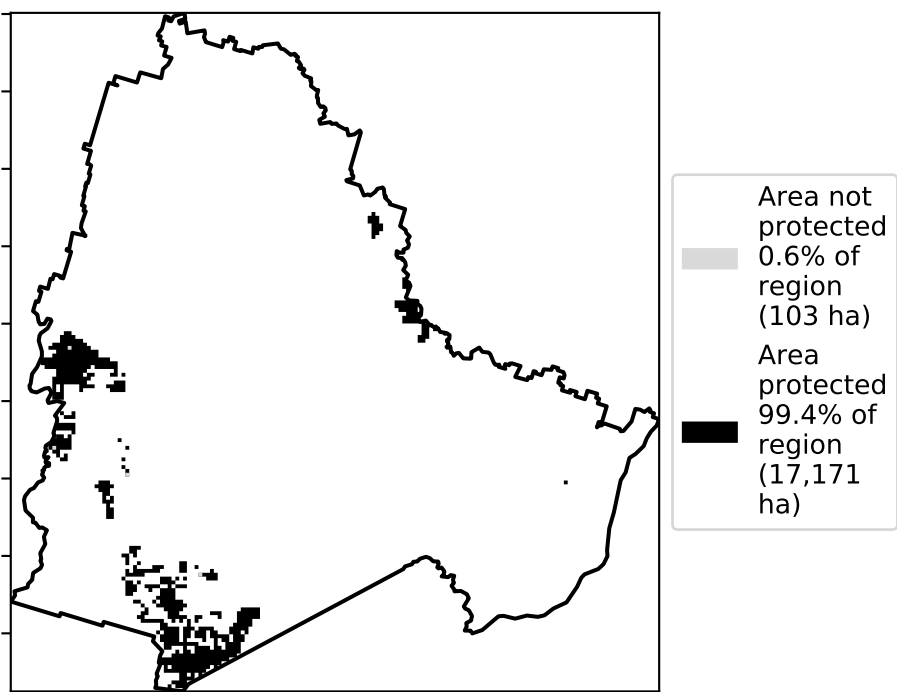 Area not
protected
0.6% of
region
(103 ha)
Area
protected
99.4% of
region
(17,171
ha)